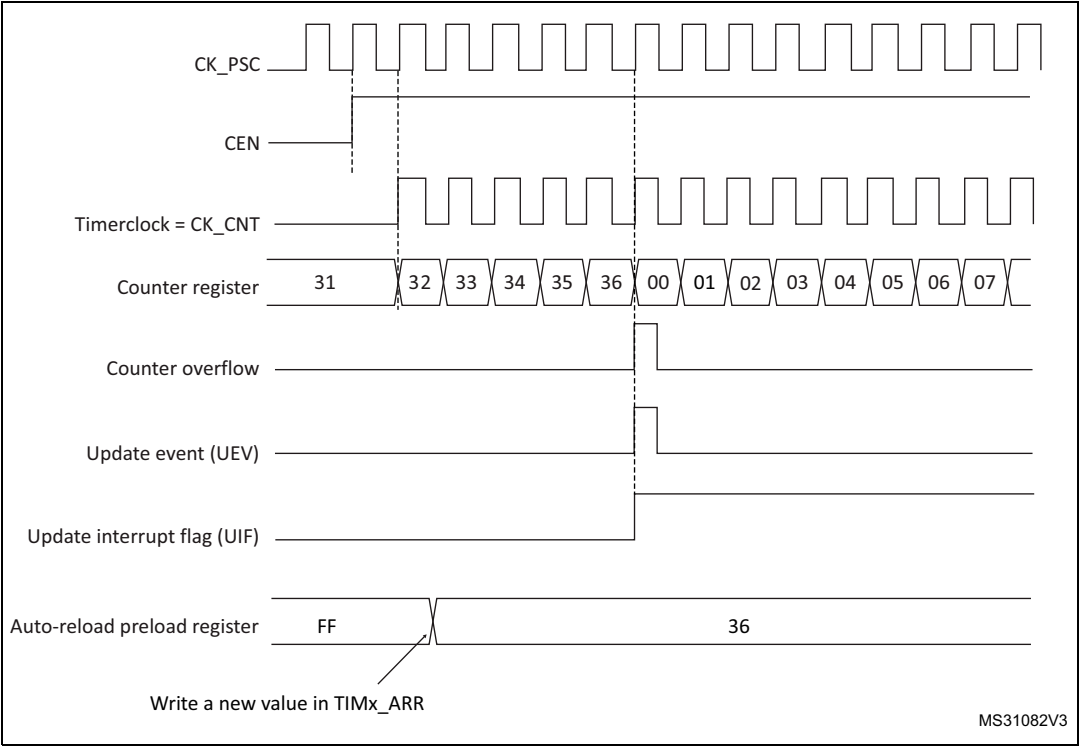 CK_PSC
CEN
Timerclock = CK_CNT
Counter register 31 32 33 34 35 36 00 01 02 03 04 05 06 07
Counter overflow
Update event (UEV)
Update interrupt flag (UIF)
Auto-reload preload register FF 36
Write a new value in TIMx_ARR
MS31082V3